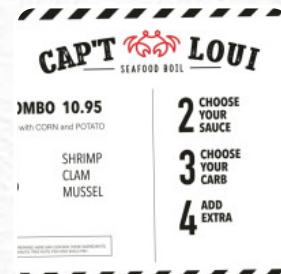 CAP'T LOUI
SEAFOOD BOIL
OMBO 10.95
with CORN and POTATO
SHRIMP
CLAM
MUSSEL
2 CHOOSE
YOUR
SAUCE
3 CHOOSE
YOUR
CARB
4 ADD
EXTRA